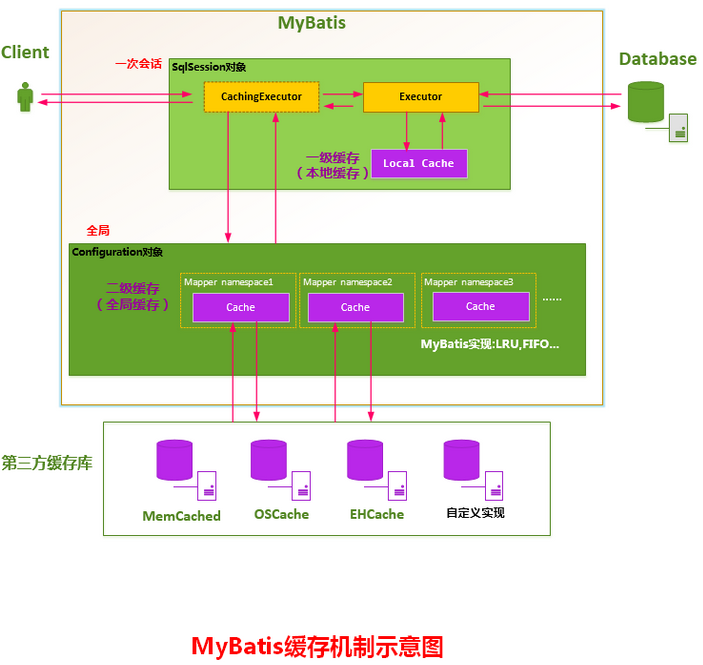 MyBatis
Client
一次会话
SqlSession对象
Database
CachingExecutor
Executor
一级缓存
（本地缓存）
Local Cache
全局
Configuration对象
二级缓存
（全局缓存）
Mapper namespace1
Mapper namespace2
Mapper namespace3
Cache
Cache
Cache
......
MyBatis实现:LRU,FIFO...
第三方缓存库
MemCached
OSCache
EHCache
自定义实现
MyBatis缓存机制示意图